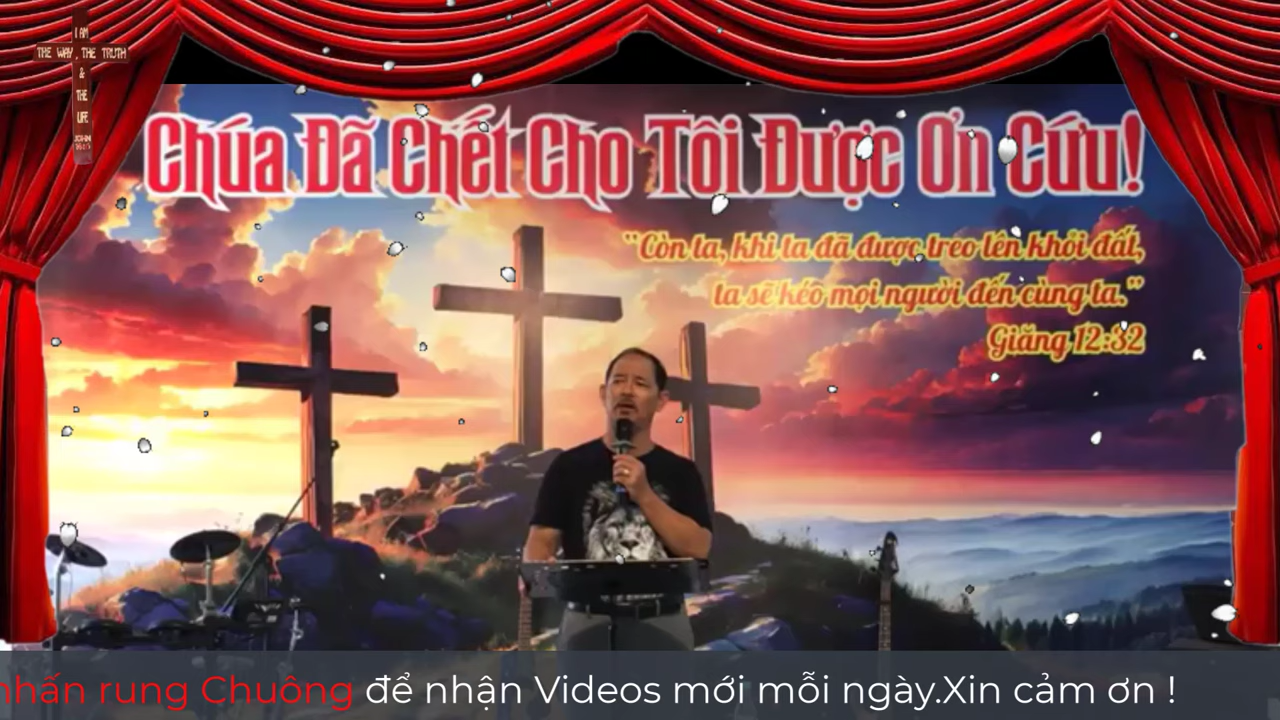 I AM
THE WAY, THE TRUTH
&
THE
LIFE
Chúa Đã Chết Cho Tôi Được Ơn Cứu!
"Còn ta, khi ta đã được treo lên khỏi đất,
ta sẽ kéo mọi người đến cùng ta."
Giăng 12:32
nhấn rung Chuông để nhận Videos mới mỗi ngày.Xin cảm ơn !